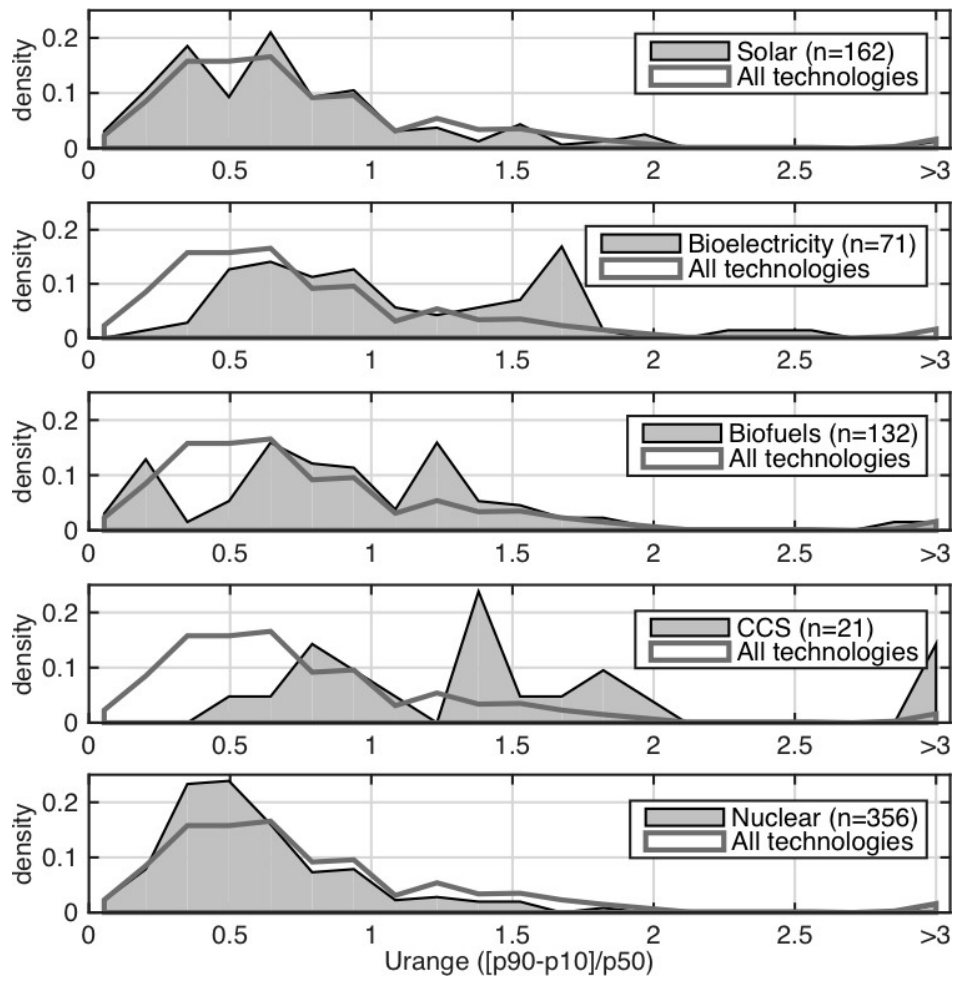 0.2
0.1
0
density
Solar (n=162)
All technologies
0 0.5 1 1.5 2 2.5 >3
0.2
0.1
0
density
Bioelectricity (n=71)
All technologies
0 0.5 1 1.5 2 2.5 >3
0.2
0.1
0
density
Biofuels (n=132)
All technologies
0 0.5 1 1.5 2 2.5 >3
0.2
0.1
0
density
CCS (n=21)
All technologies
0 0.5 1 1.5 2 2.5 >3
0.2
0.1
0
density
Nuclear (n=356)
All technologies
0 0.5 1 1.5 2 2.5 >3
Urange ([p90-p10]/p50)